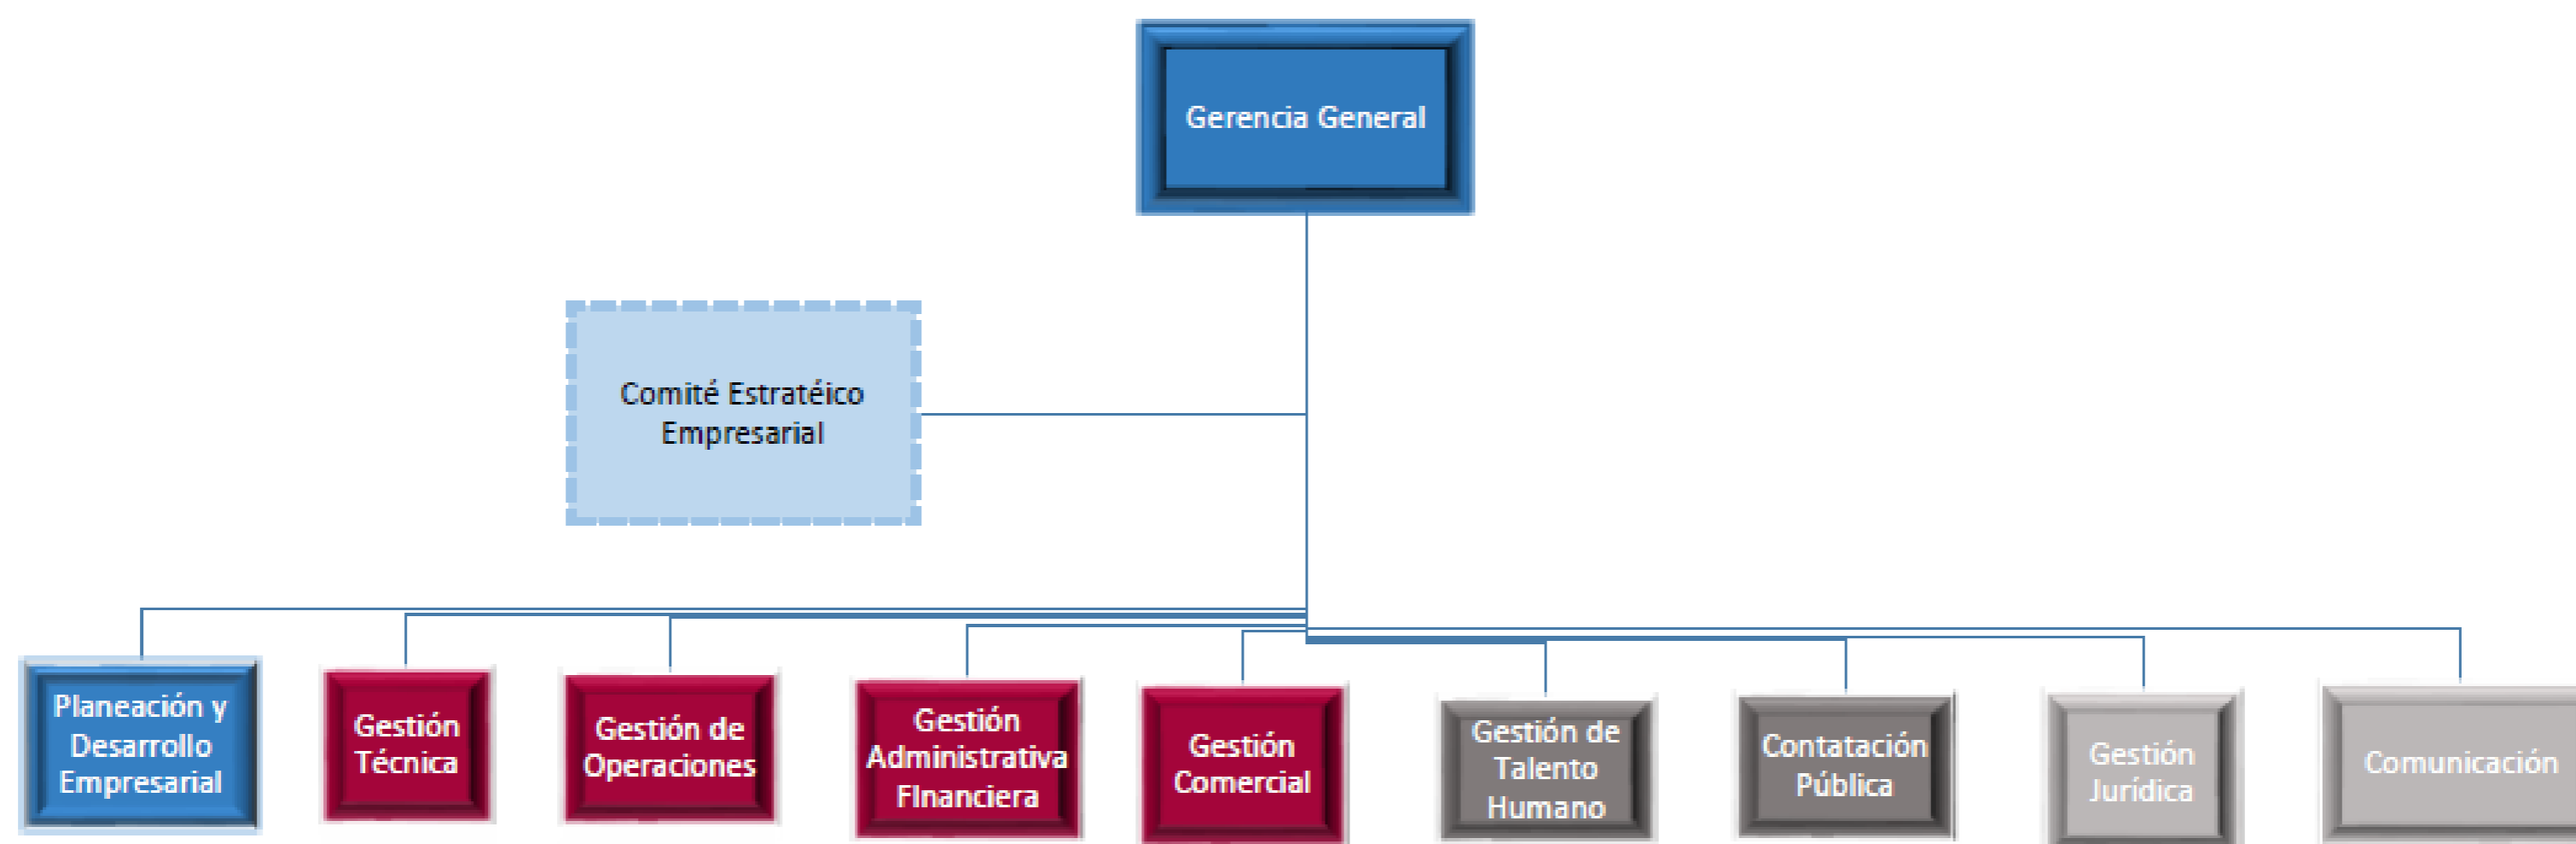 Gerencia General
Comité Estratéico
Empresarial
Planeación y
Desarrollo
Empresarial
Gestión
Técnica
Gestión de
Operaciones
Gestión
Administrativa
FInanciera
Gestión
Comercial
Gestión de
Talento
Humano
Contatación
Pública
Gestión
Jurídica
Comunicación